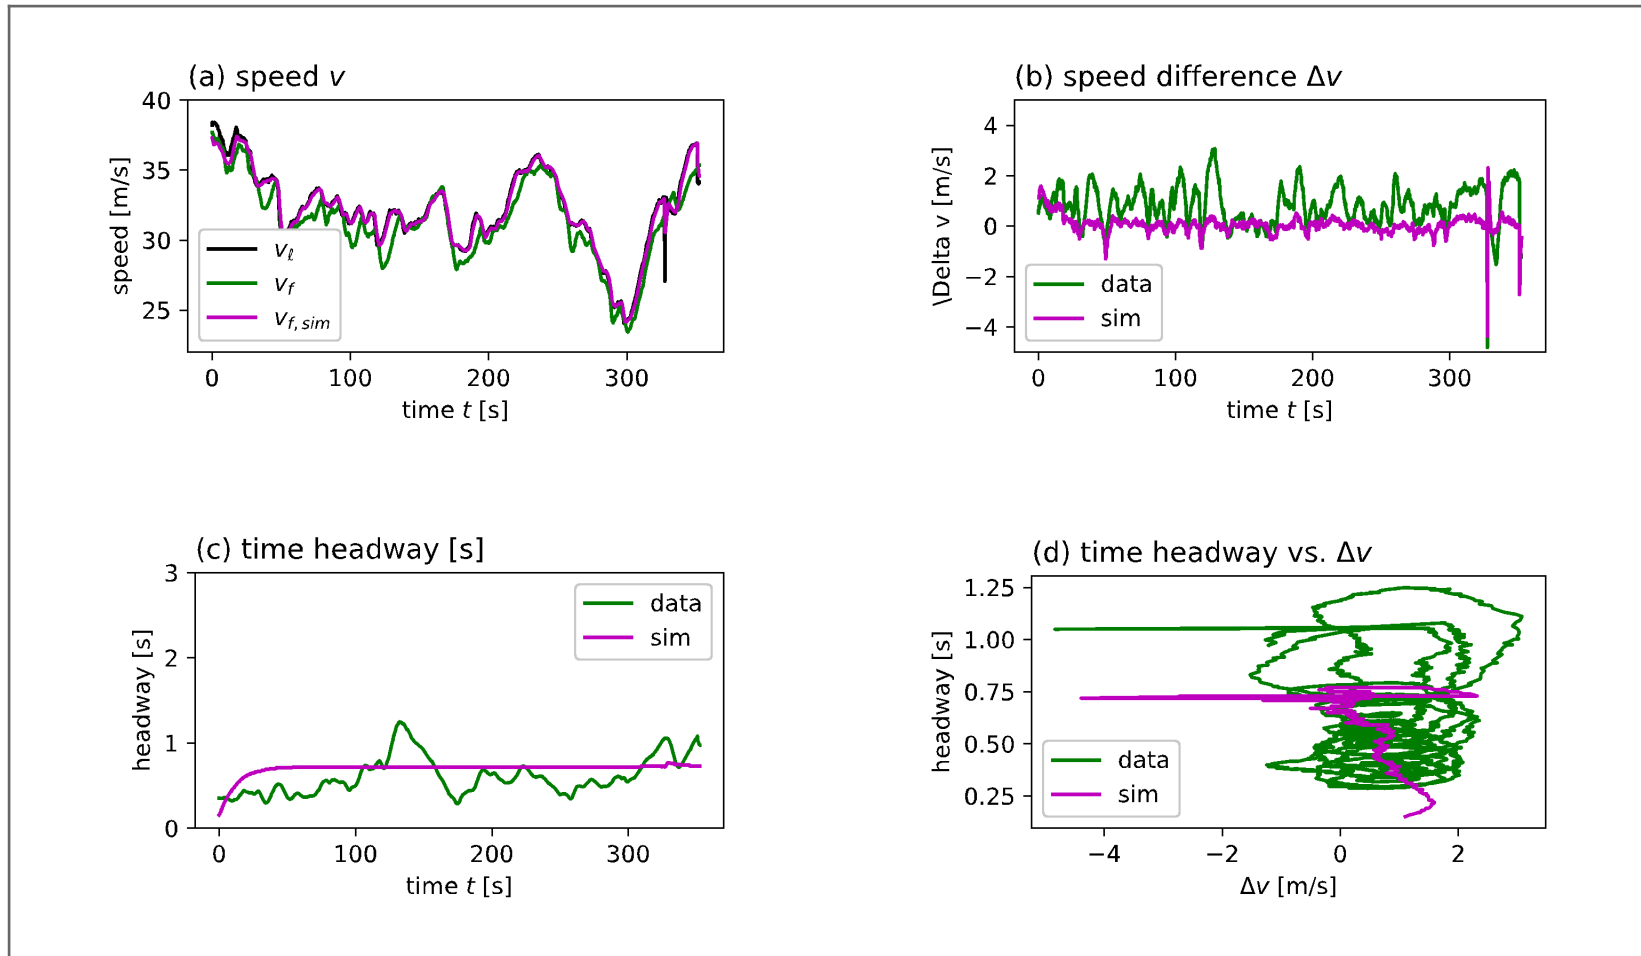 (a) speed v
40
35
30
25
speed [m/s]
v_ℓ
v_f
v_{f, sim}
0 100 200 300
time t [s]
(b) speed difference Δv
4
2
0
−2
−4
\Delta v [m/s]
data
sim
0 100 200 300
time t [s]
(c) time headway [s]
3
2
1
0
headway [s]
data
sim
0 100 200 300
time t [s]
(d) time headway vs. Δv
1.25
1.00
0.75
0.50
0.25
headway [s]
data
sim
−4 −2 0 2
Δv [m/s]